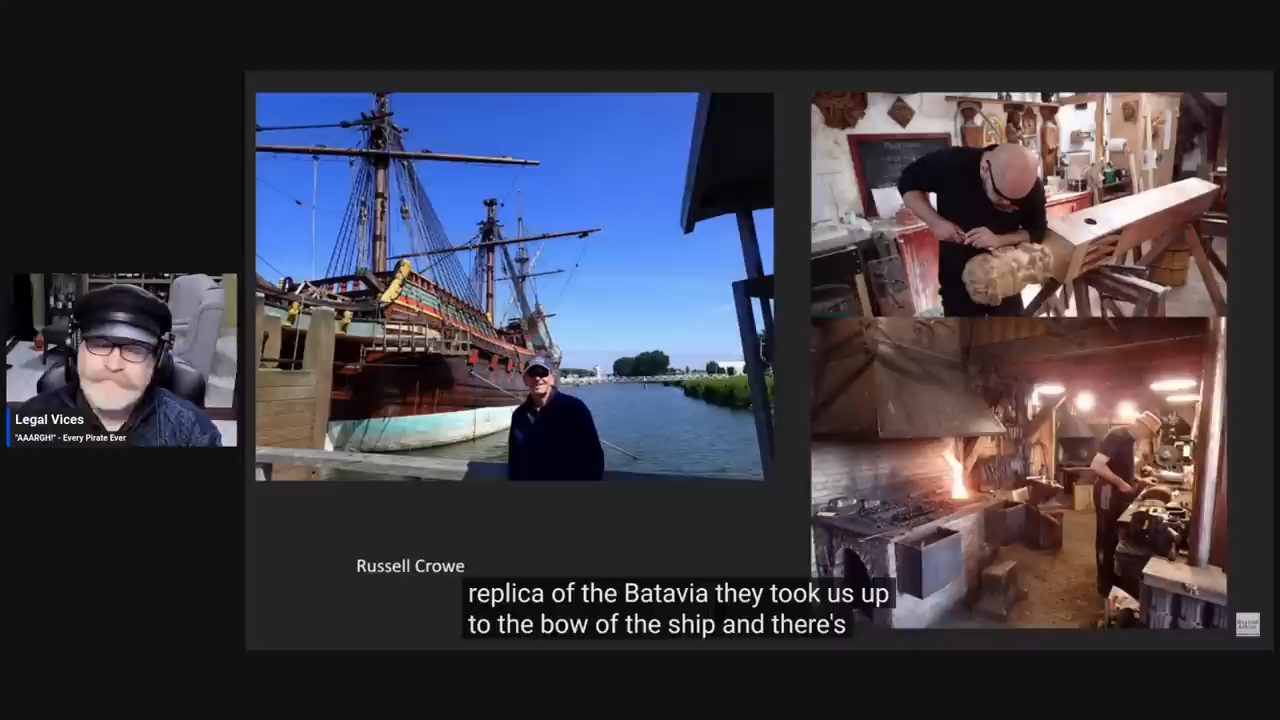 Legal Vices
"AAARGH!" - Every Pirate Ever
Russell Crowe
replica of the Batavia they took us up
to the bow of the ship and there's